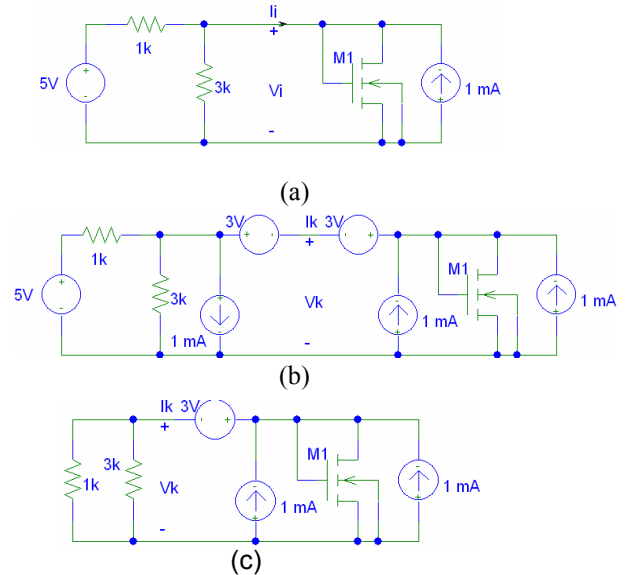 Ii
+
M1
1k
5V
3k
Vi
1 mA
-
(a)
3V
Ik
3V
+
1k
M1
5V
3k
Vk
1 mA
1 mA
1 mA
-
(b)
Ik
3V
+
3k
M1
1k
Vk
1 mA
1 mA
-
(c)